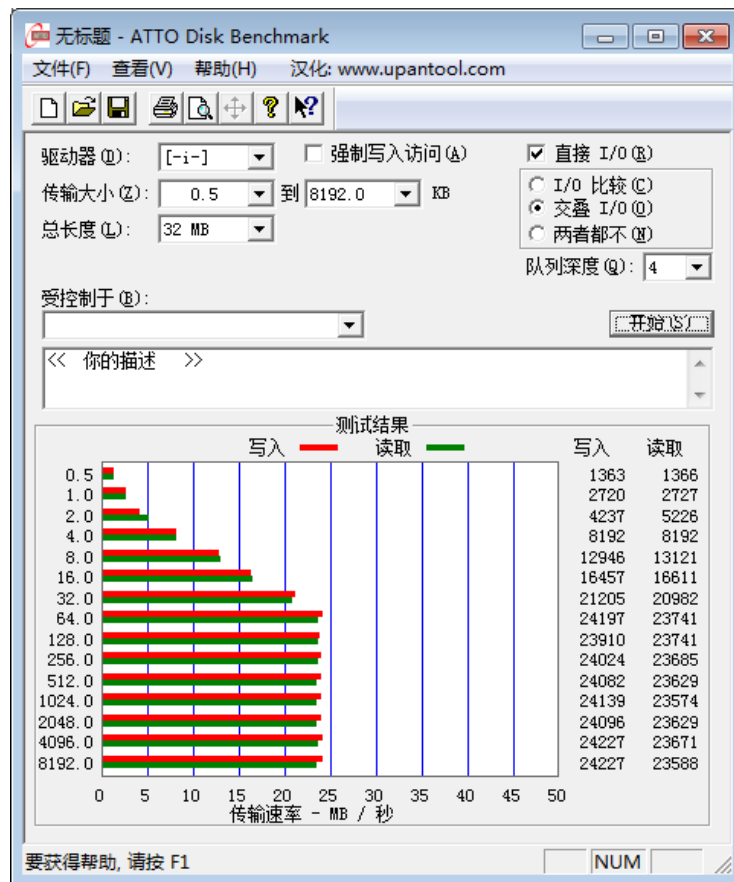 无标题 - ATTO Disk Benchmark
文件(F) 查看(V) 帮助(H) 汉化: www.upantool.com
驱动器(D): [-i-] 强制写入访问(A) 直接 I/O(R)
传输大小(Z): 0.5 到 8192.0 KB I/O 比较(C)
交叠 I/O(O)
总长度(L): 32 MB 两者都不(N)
队列深度(Q): 4
受控制于(B):
开始(S)
<< 你的描述 >>
测试结果
写入 读取 写入 读取
0.5 1363 1366
1.0 2720 2727
2.0 4237 5226
4.0 8192 8192
8.0 12946 13121
16.0 16457 16611
32.0 21205 20982
64.0 24197 23741
128.0 23910 23741
256.0 24024 23685
512.0 24082 23629
1024.0 24139 23574
2048.0 24096 23629
4096.0 24227 23671
8192.0 24227 23588
0 5 10 15 20 25 30 35 40 45 50
传输速率 - MB / 秒
要获得帮助, 请按 F1 NUM